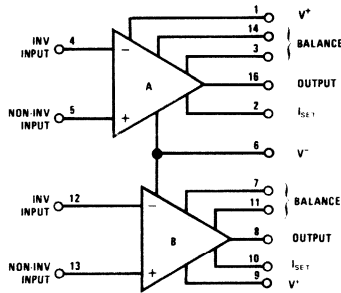 1 V+
14
INV INPUT 4 − BALANCE
3
A 16 OUTPUT
NON-INV INPUT 5 + 2 ISET
6 V−
7
INV INPUT 12 − BALANCE
11
B 8 OUTPUT
NON-INV INPUT 13 + 10 ISET
9 V+